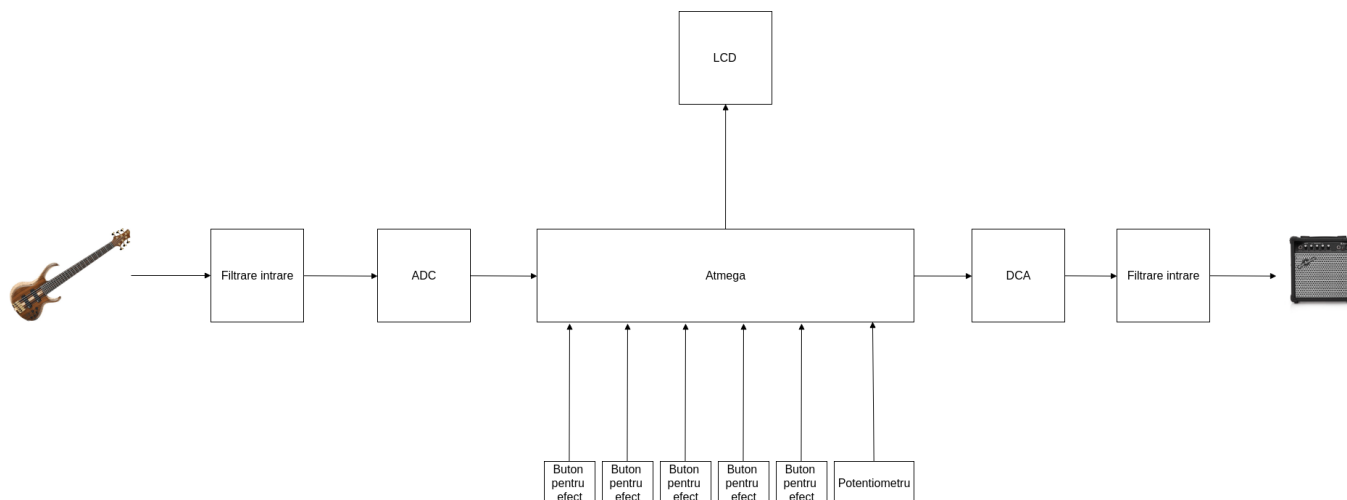 LCD
Filtrare intrare
ADC
Atmega
DCA
Filtrare intrare
Buton
pentru
efect
Buton
pentru
efect
Buton
pentru
efect
Buton
pentru
efect
Buton
pentru
efect
Potentiometru